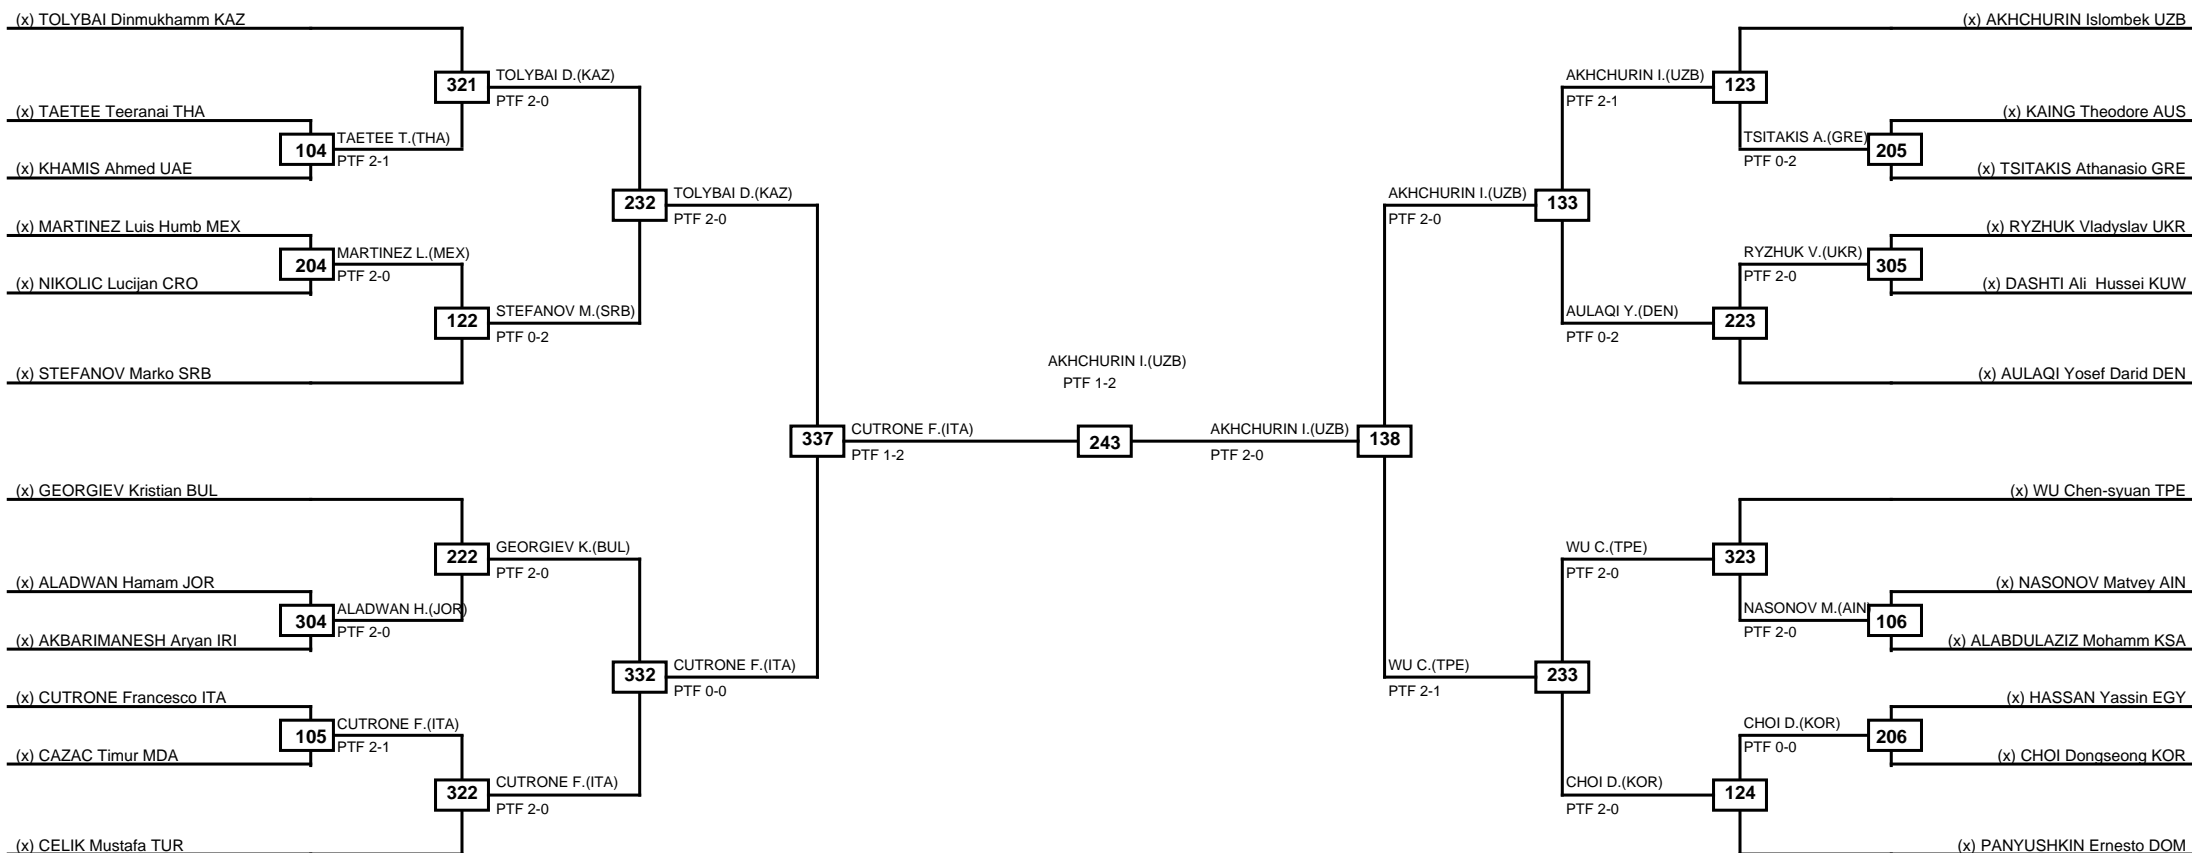 (x) TOLYBAI Dinmukhamm KAZ
(x) TAETEE Teeranai THA
(x) KHAMIS Ahmed UAE
(x) MARTINEZ Luis Humb MEX
(x) NIKOLIC Lucijan CRO
(x) STEFANOV Marko SRB
(x) GEORGIEV Kristian BUL
(x) ALADWAN Hamam JOR
(x) AKBARIMANESH Aryan IRI
(x) CUTRONE Francesco ITA
(x) CAZAC Timur MDA
(x) CELIK Mustafa TUR
104
TAETEE T.(THA)
PTF 2-1
204
MARTINEZ L.(MEX)
PTF 2-0
304
ALADWAN H.(JOR)
PTF 2-0
105
CUTRONE F.(ITA)
PTF 2-1
321
TOLYBAI D.(KAZ)
PTF 2-0
122
STEFANOV M.(SRB)
PTF 0-2
222
GEORGIEV K.(BUL)
PTF 2-0
322
CUTRONE F.(ITA)
PTF 2-0
232
TOLYBAI D.(KAZ)
PTF 2-0
332
CUTRONE F.(ITA)
PTF 0-0
337
CUTRONE F.(ITA)
PTF 1-2
AKHCHURIN I.(UZB)
PTF 1-2
243
AKHCHURIN I.(UZB)
PTF 2-0
138
AKHCHURIN I.(UZB)
PTF 2-0
133
WU C.(TPE)
PTF 2-1
233
AKHCHURIN I.(UZB)
PTF 2-1
123
AULAQI Y.(DEN)
PTF 0-2
223
WU C.(TPE)
PTF 2-0
323
CHOI D.(KOR)
PTF 2-0
124
TSITAKIS A.(GRE)
PTF 0-2
205
RYZHUK V.(UKR)
PTF 2-0
305
NASONOV M.(AIN)
PTF 2-0
106
CHOI D.(KOR)
PTF 0-0
206
(x) AKHCHURIN Islombek UZB
(x) KAING Theodore AUS
(x) TSITAKIS Athanasio GRE
(x) RYZHUK Vladyslav UKR
(x) DASHTI Ali Hussei KUW
(x) AULAQI Yosef Darid DEN
(x) WU Chen-syuan TPE
(x) NASONOV Matvey AIN
(x) ALABDULAZIZ Mohamm KSA
(x) HASSAN Yassin EGY
(x) CHOI Dongseong KOR
(x) PANYUSHKIN Ernesto DOM